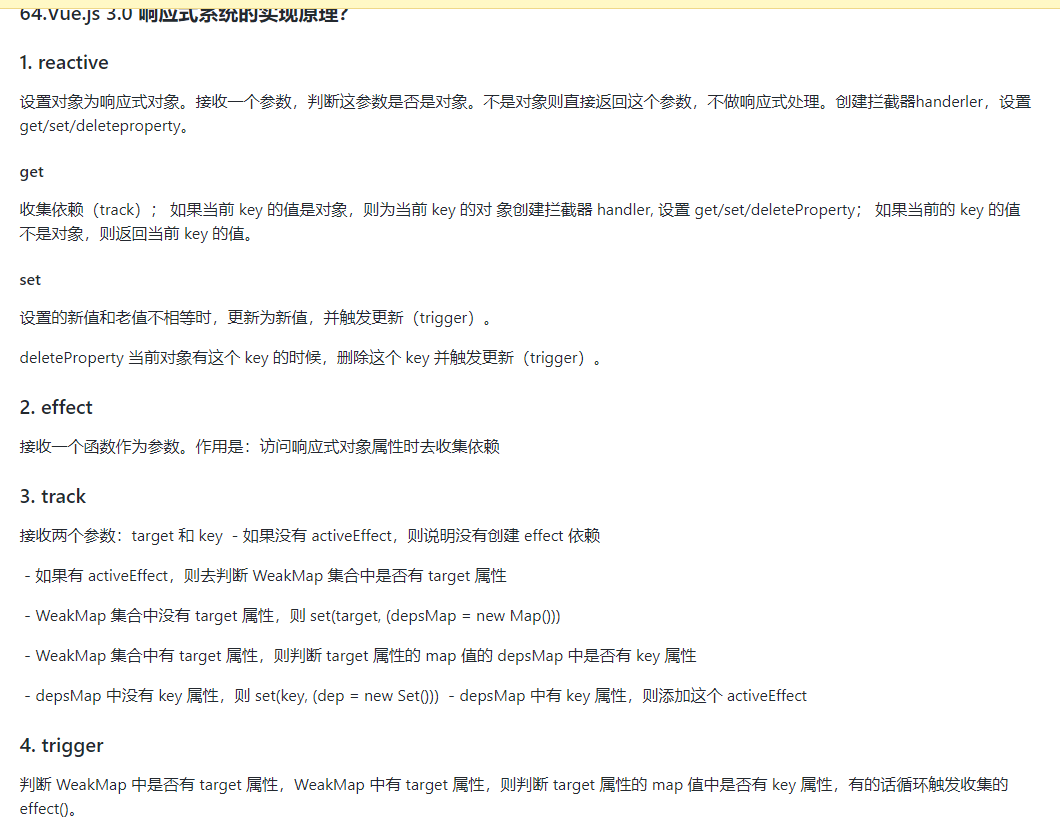 64.Vue.js 3.0 响应式系统的实现原理?
1. reactive
设置对象为响应式对象。接收一个参数，判断这参数是否是对象。不是对象则直接返回这个参数，不做响应式处理。创建拦截器handerler，设置
get/set/deleteproperty。
get
收集依赖（track）； 如果当前 key 的值是对象，则为当前 key 的对 象创建拦截器 handler, 设置 get/set/deleteProperty； 如果当前的 key 的值
不是对象，则返回当前 key 的值。
set
设置的新值和老值不相等时，更新为新值，并触发更新（trigger）。
deleteProperty 当前对象有这个 key 的时候，删除这个 key 并触发更新（trigger）。
2. effect
接收一个函数作为参数。作用是：访问响应式对象属性时去收集依赖
3. track
接收两个参数：target 和 key - 如果没有 activeEffect，则说明没有创建 effect 依赖
- 如果有 activeEffect，则去判断 WeakMap 集合中是否有 target 属性
- WeakMap 集合中没有 target 属性，则 set(target, (depsMap = new Map()))
- WeakMap 集合中有 target 属性，则判断 target 属性的 map 值的 depsMap 中是否有 key 属性
- depsMap 中没有 key 属性，则 set(key, (dep = new Set())) - depsMap 中有 key 属性，则添加这个 activeEffect
4. trigger
判断 WeakMap 中是否有 target 属性，WeakMap 中有 target 属性，则判断 target 属性的 map 值中是否有 key 属性，有的话循环触发收集的
effect()。